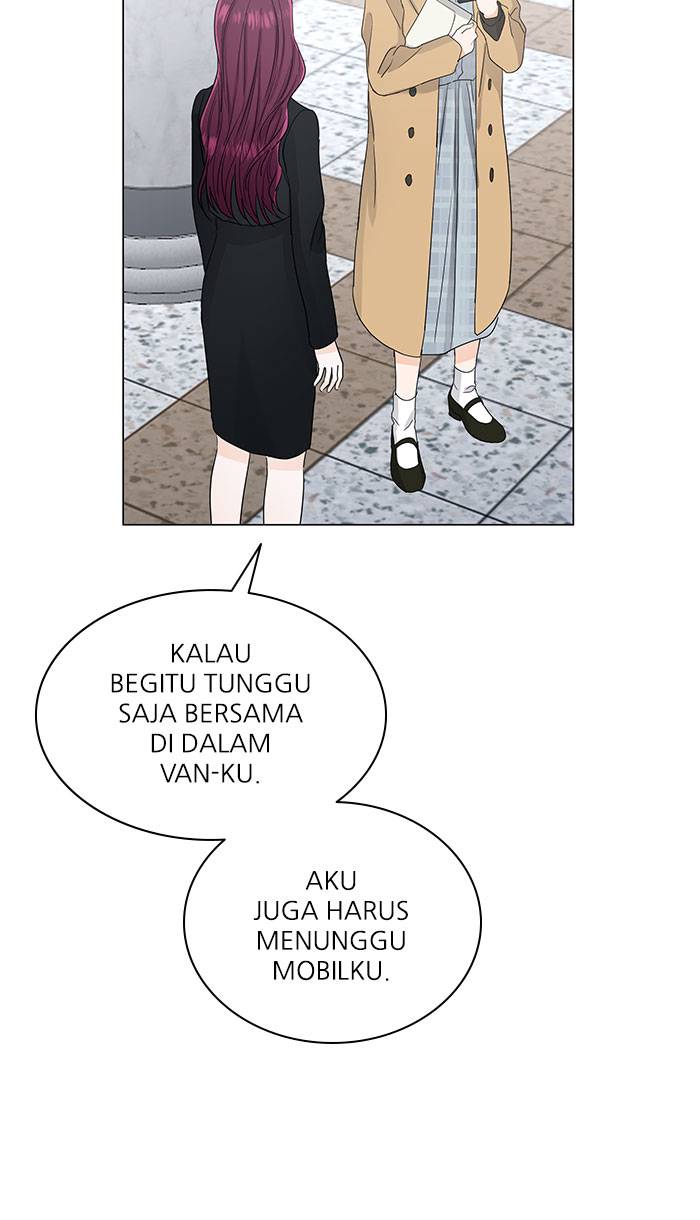 KALAU
BEGITU TUNGGU
SAJA BERSAMA
DI DALAM
VAN-KU.
AKU
JUGA HARUS
MENUNGGU
MOBILKU.